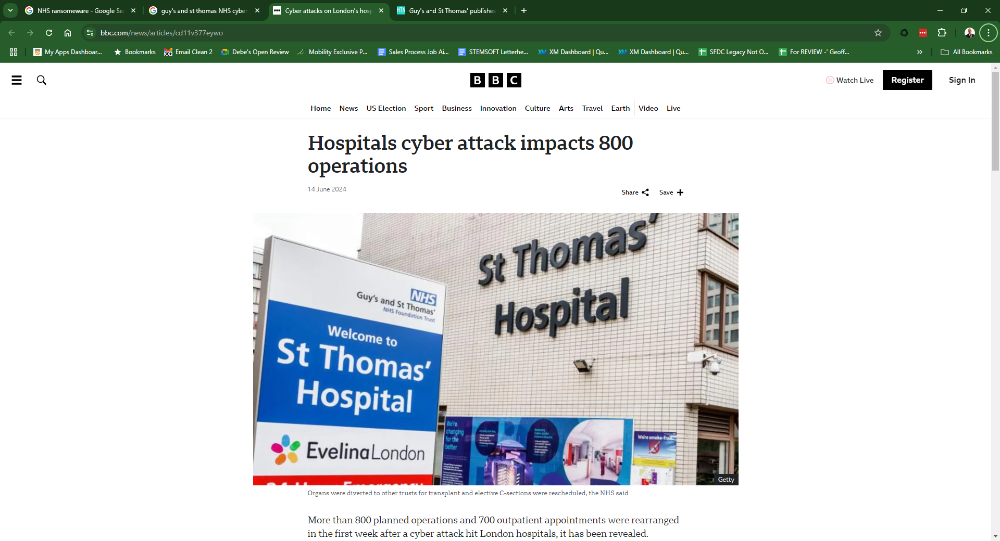 NHS ransomeware - Google Se
guy's and st thomas NHS cyber
Cyber attacks on London's hosp
HTN
Guy's and St Thomas' publishes
bbc.com/news/articles/cd11v377eywo
My Apps Dashboar...
Bookmarks
30+
Email Clean 2
Debe's Open Review
Mobility Exclusive P...
Sales Process Job Ai...
STEMSOFT Letterhe...
XM
XM Dashboard | Qu...
XM
XM Dashboard | Qu...
SFDC Legacy Not O...
For REVIEW -' Geoff...
All Bookmarks
BBC
Watch Live
Register
Sign In
Home
News
US Election
Sport
Business
Innovation
Culture
Arts
Travel
Earth
Video
Live
Hospitals cyber attack impacts 800
operations
14 June 2024
Share
Save
St Thomas'
Hospital
NHS
Guy's and St Thomas'
NHS Foundation Trust
Welcome to
St Thomas'
Hospital
Evelina London
We're
changing
for the
better
We're smoke-free
Getty
Organs were diverted to other trusts for transplant and elective C-sections were rescheduled, the NHS said
More than 800 planned operations and 700 outpatient appointments were rearranged
in the first week after a cyber attack hit London hospitals, it has been revealed.